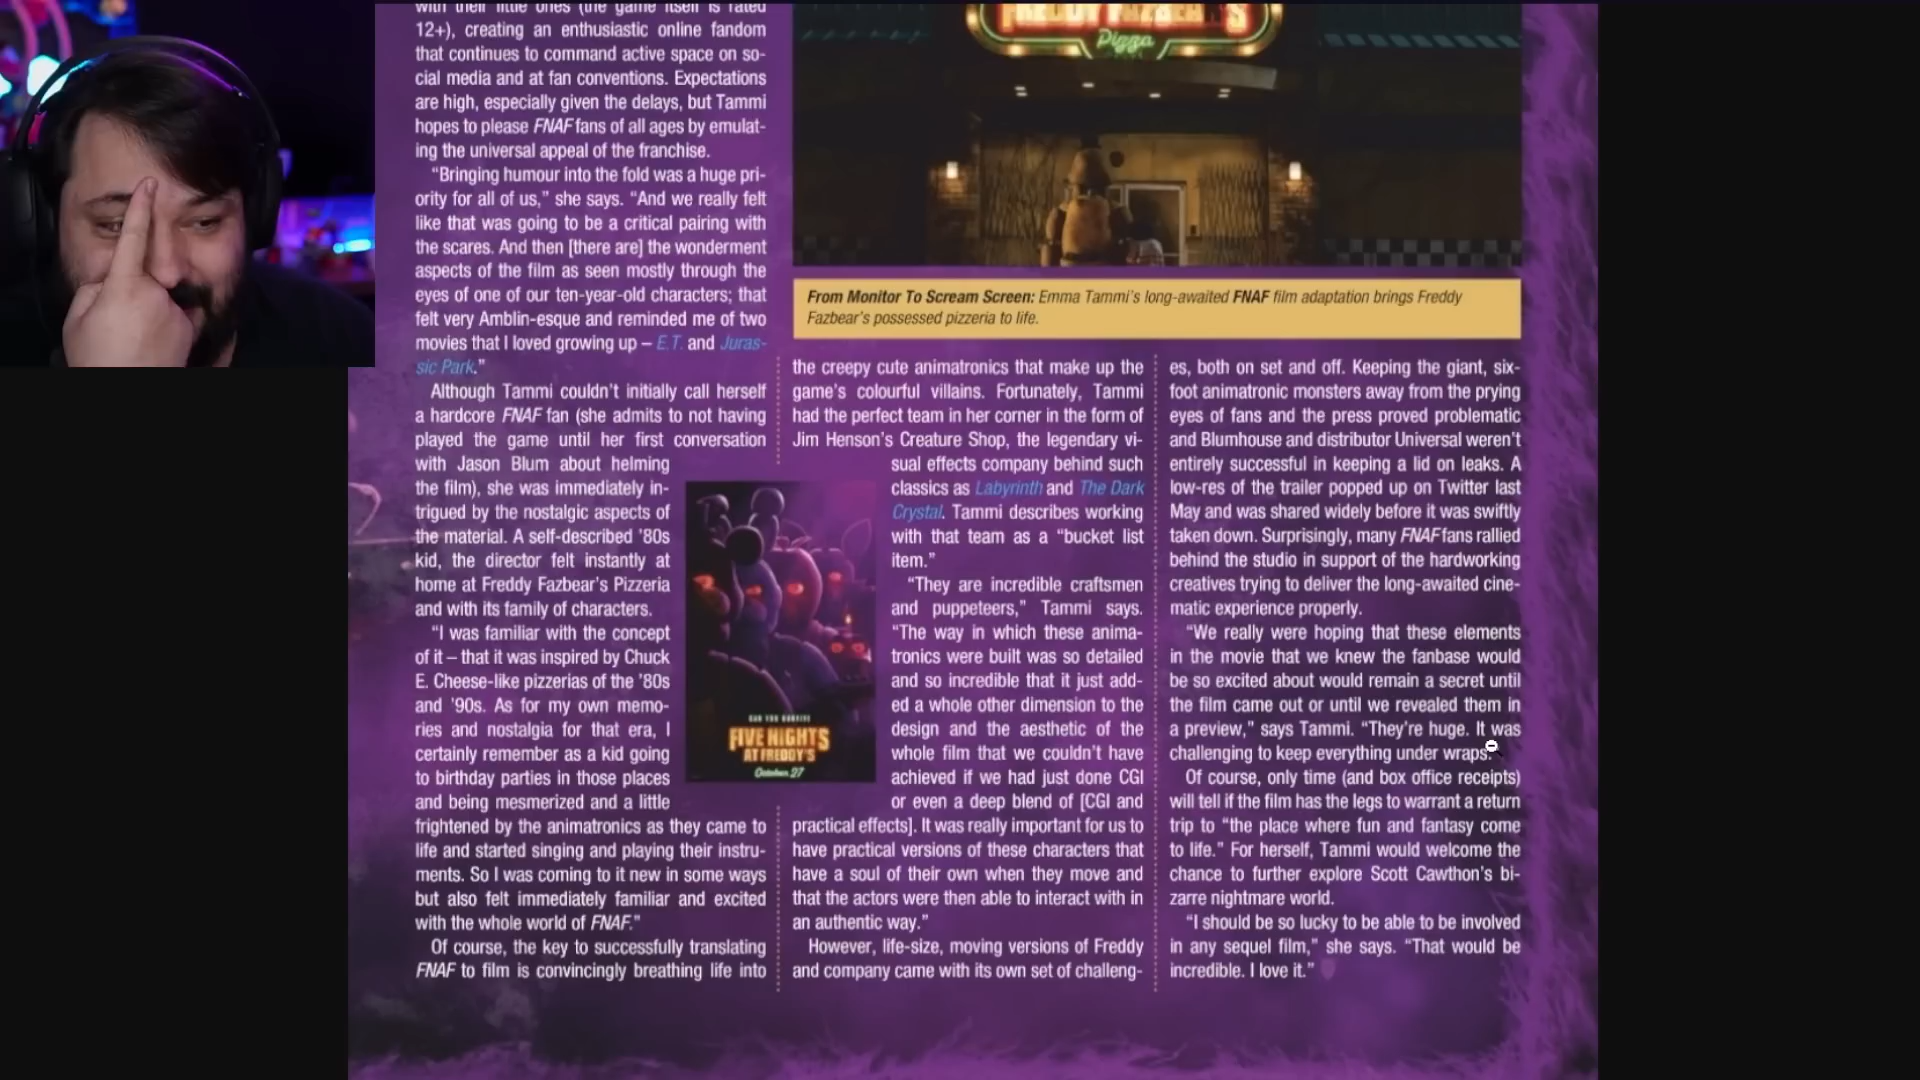 with their little ones (the game itself is rated
12+), creating an enthusiastic online fandom
that continues to command active space on so-
cial media and at fan conventions. Expectations
are high, especially given the delays, but Tammi
hopes to please FNAF fans of all ages by emulat-
ing the universal appeal of the franchise.
“Bringing humour into the fold was a huge pri-
ority for all of us,” she says. “And we really felt
like that was going to be a critical pairing with
the scares. And then [there are] the wonderment
aspects of the film as seen mostly through the
eyes of one of our ten-year-old characters; that
felt very Amblin-esque and reminded me of two
movies that I loved growing up – E.T. and Juras-
sic Park.”
Although Tammi couldn’t initially call herself
a hardcore FNAF fan (she admits to not having
played the game until her first conversation
with Jason Blum about helming
the film), she was immediately in-
trigued by the nostalgic aspects of
the material. A self-described ’80s
kid, the director felt instantly at
home at Freddy Fazbear’s Pizzeria
and with its family of characters.
“I was familiar with the concept
of it – that it was inspired by Chuck
E. Cheese-like pizzerias of the ’80s
and ’90s. As for my own memo-
ries and nostalgia for that era, I
certainly remember as a kid going
to birthday parties in those places
and being mesmerized and a little
frightened by the animatronics as they came to
life and started singing and playing their instru-
ments. So I was coming to it new in some ways
but also felt immediately familiar and excited
with the whole world of FNAF.”
Of course, the key to successfully translating
FNAF to film is convincingly breathing life into
FREDDY FAZBEAR'S
Pizza
From Monitor To Scream Screen: Emma Tammi’s long-awaited FNAF film adaptation brings Freddy
Fazbear’s possessed pizzeria to life.
the creepy cute animatronics that make up the
game’s colourful villains. Fortunately, Tammi
had the perfect team in her corner in the form of
Jim Henson’s Creature Shop, the legendary vi-
sual effects company behind such
classics as Labyrinth and The Dark
Crystal. Tammi describes working
with that team as a “bucket list
item.”
“They are incredible craftsmen
and puppeteers,” Tammi says.
“The way in which these anima-
tronics were built was so detailed
and so incredible that it just add-
ed a whole other dimension to the
design and the aesthetic of the
whole film that we couldn’t have
achieved if we had just done CGI
or even a deep blend of [CGI and
practical effects]. It was really important for us to
have practical versions of these characters that
have a soul of their own when they move and
that the actors were then able to interact with in
an authentic way.”
However, life-size, moving versions of Freddy
and company came with its own set of challeng-
CAN YOU SURVIVE
FIVE NIGHTS
AT FREDDY'S
October 27
es, both on set and off. Keeping the giant, six-
foot animatronic monsters away from the prying
eyes of fans and the press proved problematic
and Blumhouse and distributor Universal weren’t
entirely successful in keeping a lid on leaks. A
low-res of the trailer popped up on Twitter last
May and was shared widely before it was swiftly
taken down. Surprisingly, many FNAF fans rallied
behind the studio in support of the hardworking
creatives trying to deliver the long-awaited cine-
matic experience properly.
“We really were hoping that these elements
in the movie that we knew the fanbase would
be so excited about would remain a secret until
the film came out or until we revealed them in
a preview,” says Tammi. “They’re huge. It was
challenging to keep everything under wraps.”
Of course, only time (and box office receipts)
will tell if the film has the legs to warrant a return
trip to “the place where fun and fantasy come
to life.” For herself, Tammi would welcome the
chance to further explore Scott Cawthon’s bi-
zarre nightmare world.
“I should be so lucky to be able to be involved
in any sequel film,” she says. “That would be
incredible. I love it.”